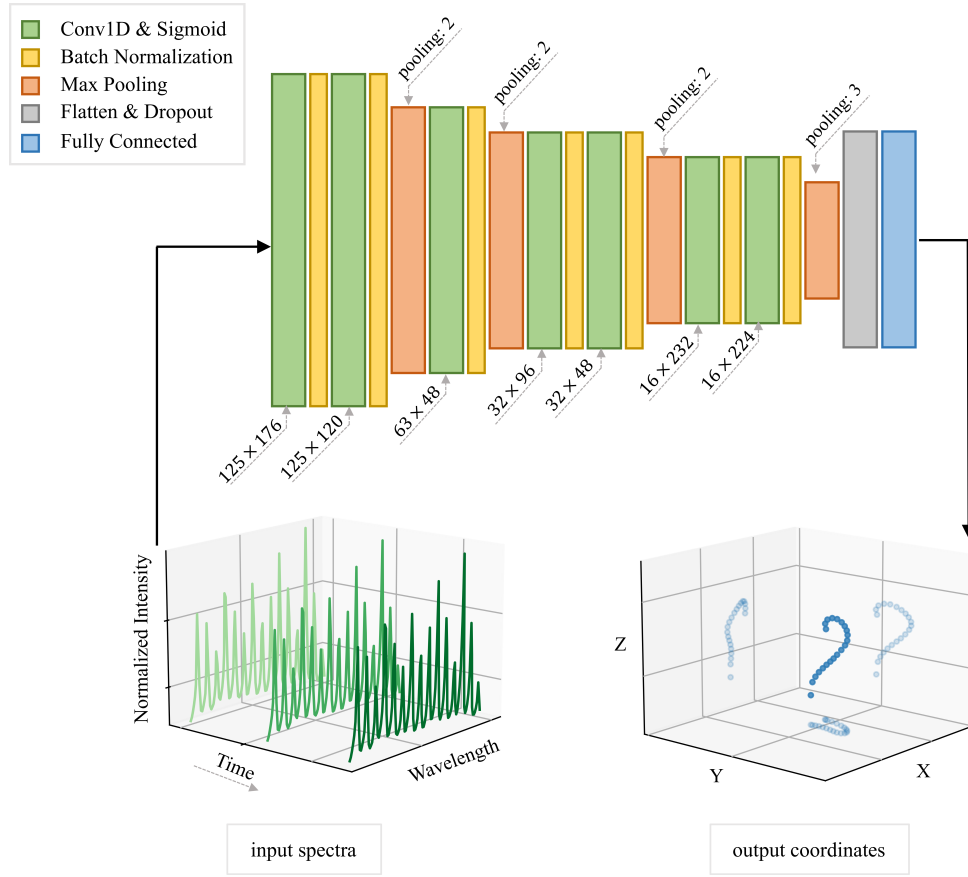 Conv1D & Sigmoid
Batch Normalization
Max Pooling
Flatten & Dropout
Fully Connected
pooling: 2
pooling: 2
pooling: 2
pooling: 3
125 × 176
125 × 120
63 × 48
32 × 96
32 × 48
16 × 232
16 × 224
Normalized Intensity
Time
Wavelength
Z
Y
X
input spectra
output coordinates